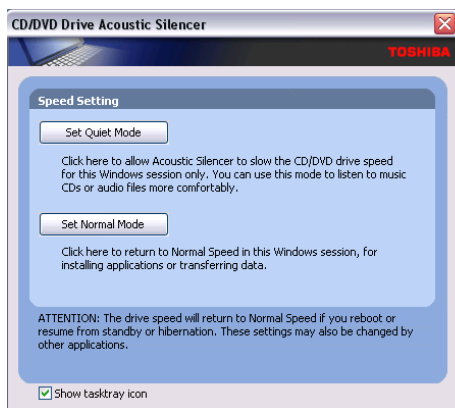 CD/DVD Drive Acoustic Silencer
TOSHIBA
Speed Setting
Set Quiet Mode
Click here to allow Acoustic Silencer to slow the CD/DVD drive speed
for this Windows session only. You can use this mode to listen to music
CDs or audio files more comfortably.
Set Normal Mode
Click here to return to Normal Speed in this Windows session, for
installing applications or transferring data.
ATTENTION: The drive speed will return to Normal Speed if you reboot or
resume from standby or hibernation. These settings may also be changed by
other applications.
Show tasktray icon